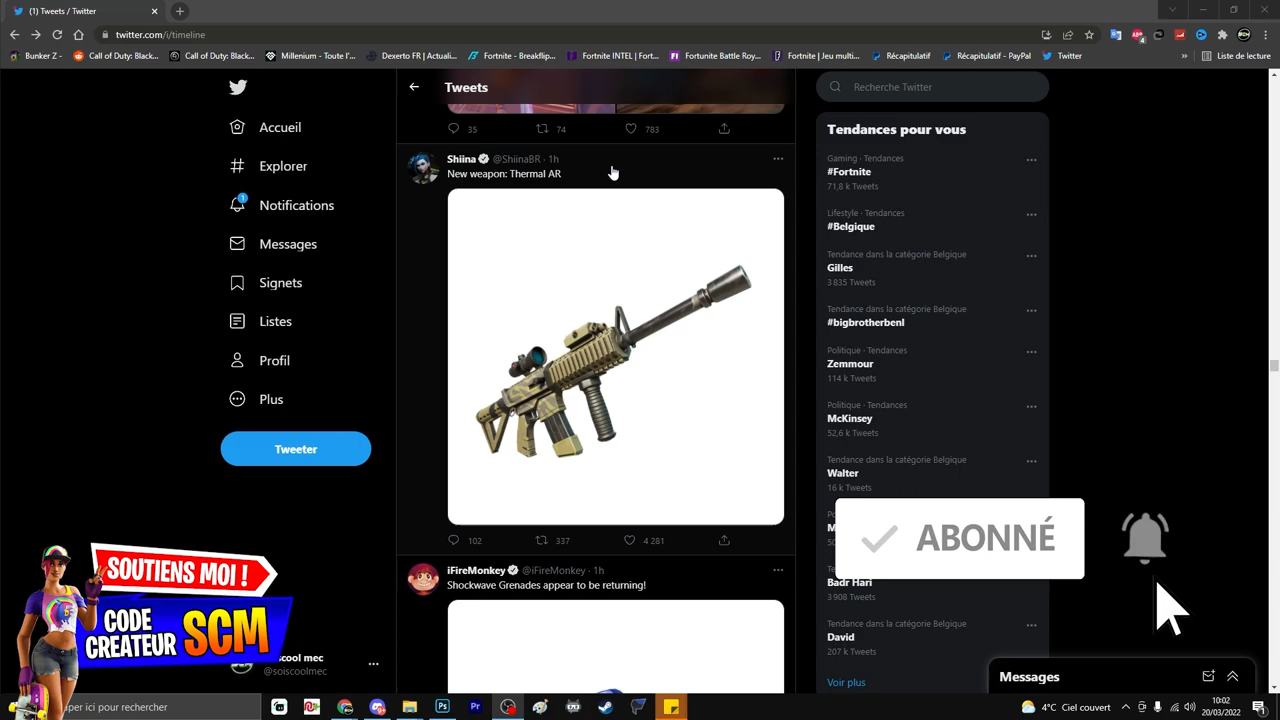 (1) Tweets / Twitter
twitter.com/i/timeline
Bunker Z -
Call of Duty: Black...
Call of Duty: Black...
Millenium - Toute l'i...
Dexerto FR | Actualit...
Fortnite - Breakflip...
Fortnite INTEL | Fort...
Fortunite Battle Roy...
Fortnite | Jeu multi...
Récapitulatif
Récapitulatif - PayPal
Twitter
»
Liste de lecture
Accueil
Explorer
1
Notifications
Messages
Signets
Listes
Profil
Plus
Tweeter
Tweets
35
74
783
Shiina @ShiinaBR · 1h
New weapon: Thermal AR
102
337
4 281
iFireMonkey @iFireMonkey · 1h
Shockwave Grenades appear to be returning!
Recherche Twitter
Tendances pour vous
Gaming · Tendances
#Fortnite
71,8 k Tweets
Lifestyle · Tendances
#Belgique
Tendance dans la catégorie Belgique
Gilles
3 835 Tweets
Tendance dans la catégorie Belgique
#bigbrotherbenl
Politique · Tendances
Zemmour
114 k Tweets
Politique · Tendances
McKinsey
52,6 k Tweets
Tendance dans la catégorie Belgique
Walter
16 k Tweets
ABONNÉ
Badr Hari
3 908 Tweets
Tendance dans la catégorie Belgique
David
207 k Tweets
Voir plus
Messages
SOUTIENS MOI !
CODE
CREATEUR SCM
soiscool mec
@soiscoolmec
per ici pour rechercher
4°C Ciel couvert
10:02
20/03/2022